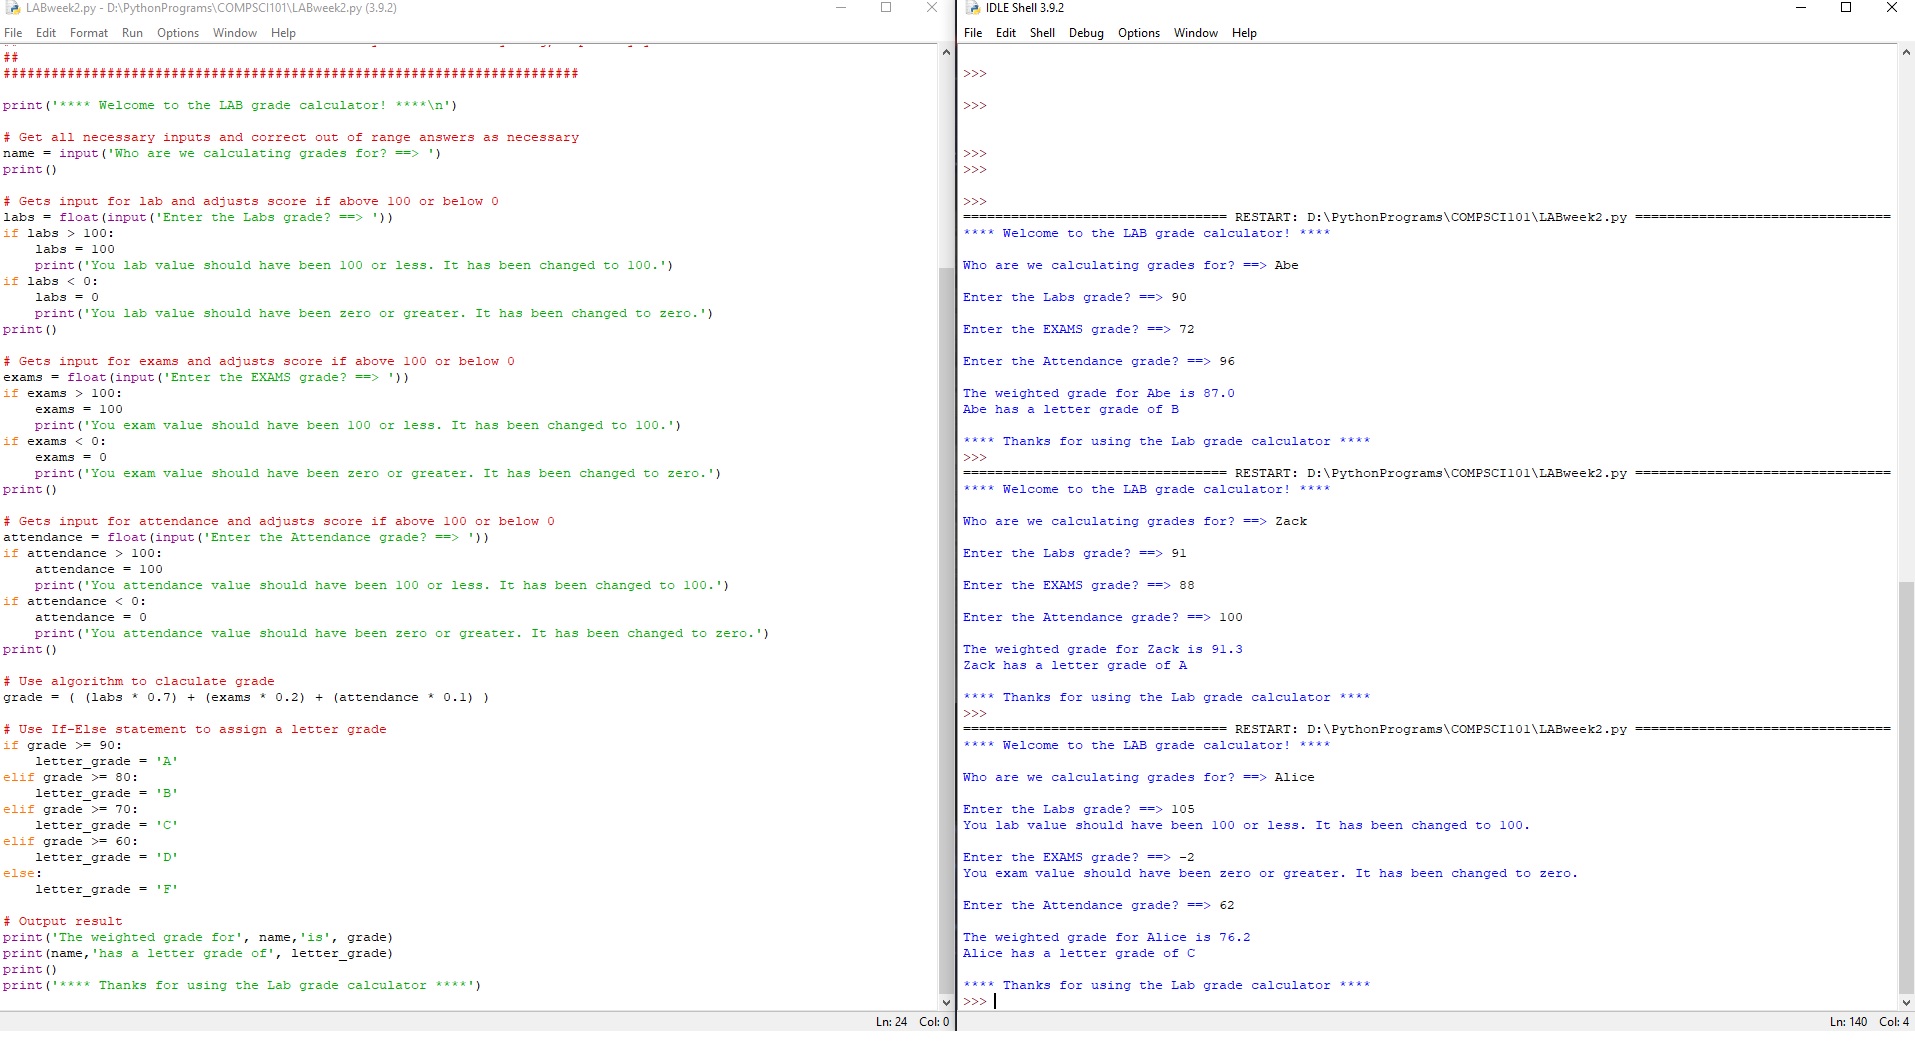 LABweek2.py - D:\PythonPrograms\COMPSCI101\LABweek2.py (3.9.2)
File Edit Format Run Options Window Help
##
########################################################################
print('**** Welcome to the LAB grade calculator! ****\n')
# Get all necessary inputs and correct out of range answers as necessary
name = input('Who are we calculating grades for? ==> ')
print()
# Gets input for lab and adjusts score if above 100 or below 0
labs = float(input('Enter the Labs grade? ==> '))
if labs > 100:
    labs = 100
    print('You lab value should have been 100 or less. It has been changed to 100.')
if labs < 0:
    labs = 0
    print('You lab value should have been zero or greater. It has been changed to zero.')
print()
# Gets input for exams and adjusts score if above 100 or below 0
exams = float(input('Enter the EXAMS grade? ==> '))
if exams > 100:
    exams = 100
    print('You exam value should have been 100 or less. It has been changed to 100.')
if exams < 0:
    exams = 0
    print('You exam value should have been zero or greater. It has been changed to zero.')
print()
# Gets input for attendance and adjusts score if above 100 or below 0
attendance = float(input('Enter the Attendance grade? ==> '))
if attendance > 100:
    attendance = 100
    print('You attendance value should have been 100 or less. It has been changed to 100.')
if attendance < 0:
    attendance = 0
    print('You attendance value should have been zero or greater. It has been changed to zero.')
print()
# Use algorithm to claculate grade
grade = ( (labs * 0.7) + (exams * 0.2) + (attendance * 0.1) )
# Use If-Else statement to assign a letter grade
if grade >= 90:
    letter_grade = 'A'
elif grade >= 80:
    letter_grade = 'B'
elif grade >= 70:
    letter_grade = 'C'
elif grade >= 60:
    letter_grade = 'D'
else:
    letter_grade = 'F'
# Output result
print('The weighted grade for', name,'is', grade)
print(name,'has a letter grade of', letter_grade)
print()
print('**** Thanks for using the Lab grade calculator ****')
Ln: 24 Col: 0
IDLE Shell 3.9.2
File Edit Shell Debug Options Window Help
>>>
>>>
>>>
>>>
>>>
================================= RESTART: D:\PythonPrograms\COMPSCI101\LABweek2.py ================================
**** Welcome to the LAB grade calculator! ****
Who are we calculating grades for? ==> Abe
Enter the Labs grade? ==> 90
Enter the EXAMS grade? ==> 72
Enter the Attendance grade? ==> 96
The weighted grade for Abe is 87.0
Abe has a letter grade of B
**** Thanks for using the Lab grade calculator ****
>>>
================================= RESTART: D:\PythonPrograms\COMPSCI101\LABweek2.py ================================
**** Welcome to the LAB grade calculator! ****
Who are we calculating grades for? ==> Zack
Enter the Labs grade? ==> 91
Enter the EXAMS grade? ==> 88
Enter the Attendance grade? ==> 100
The weighted grade for Zack is 91.3
Zack has a letter grade of A
**** Thanks for using the Lab grade calculator ****
>>>
================================= RESTART: D:\PythonPrograms\COMPSCI101\LABweek2.py ================================
**** Welcome to the LAB grade calculator! ****
Who are we calculating grades for? ==> Alice
Enter the Labs grade? ==> 105
You lab value should have been 100 or less. It has been changed to 100.
Enter the EXAMS grade? ==> -2
You exam value should have been zero or greater. It has been changed to zero.
Enter the Attendance grade? ==> 62
The weighted grade for Alice is 76.2
Alice has a letter grade of C
**** Thanks for using the Lab grade calculator ****
>>>
Ln: 140 Col: 4